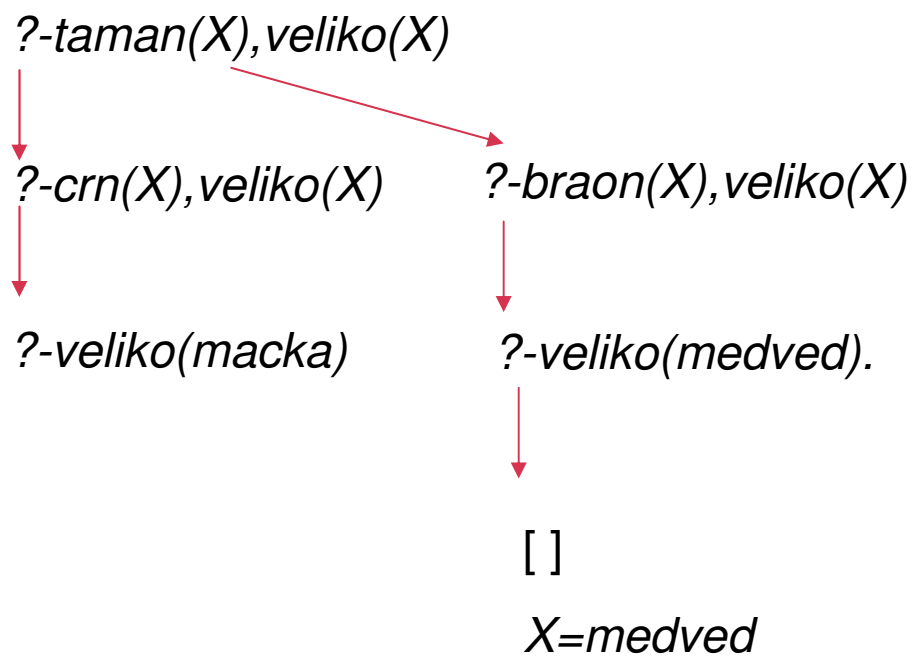 ?-taman(X),veliko(X)
?-crn(X),veliko(X)
?-braon(X),veliko(X)
?-veliko(macka)
?-veliko(medved).
[ ]
X=medved